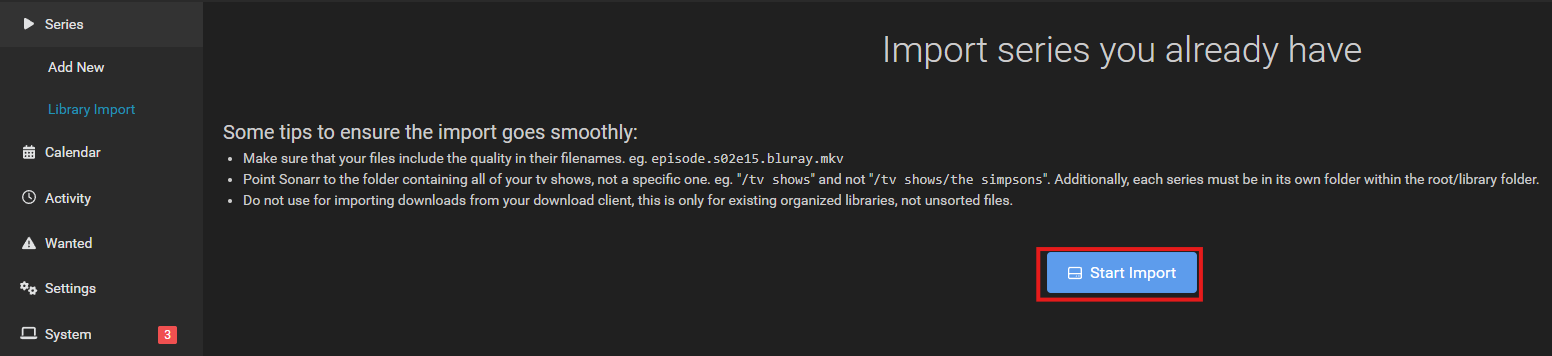 Series
Add New
Library Import
Calendar
Activity
Wanted
Settings
System
3
Import series you already have
Some tips to ensure the import goes smoothly:
Make sure that your files include the quality in their filenames. eg. episode.s02e15.bluray.mkv
Point Sonarr to the folder containing all of your tv shows, not a specific one. eg. "/tv shows" and not "/tv shows/the simpsons". Additionally, each series must be in its own folder within the root/library folder.
Do not use for importing downloads from your download client, this is only for existing organized libraries, not unsorted files.
Start Import